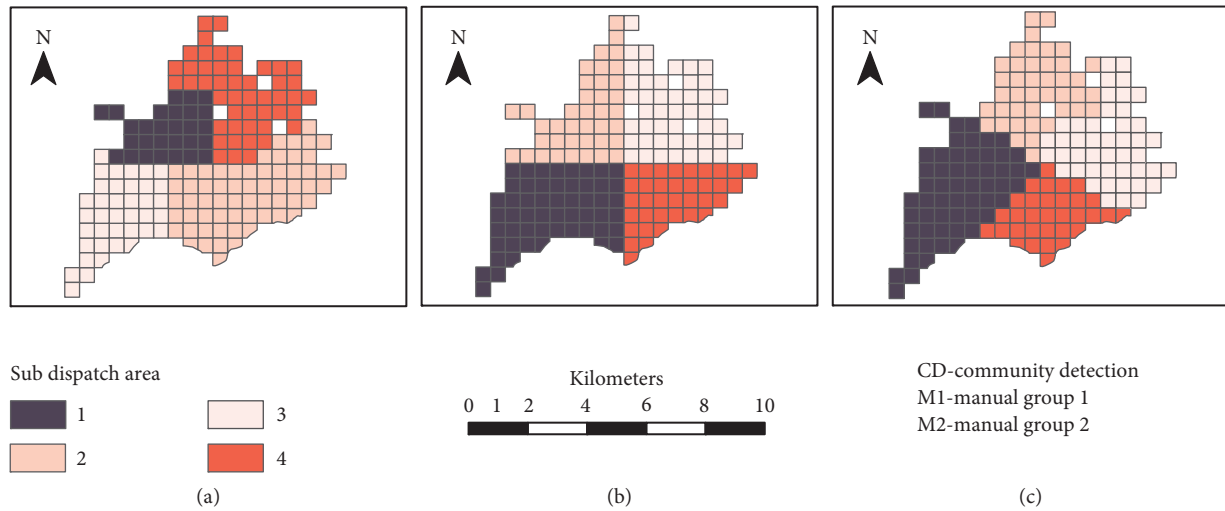 N
N
N
Sub dispatch area
1
3
2
4
Kilometers
0 1 2 4 6 8 10
CD-community detection
M1-manual group 1
M2-manual group 2
(a)
(b)
(c)